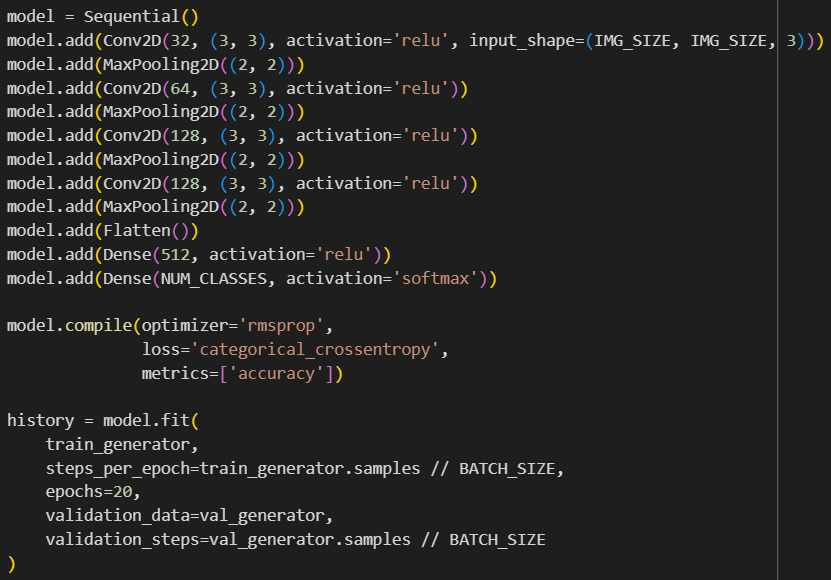 model = Sequential()
model.add(Conv2D(32, (3, 3), activation='relu', input_shape=(IMG_SIZE, IMG_SIZE, 3)))
model.add(MaxPooling2D((2, 2)))
model.add(Conv2D(64, (3, 3), activation='relu'))
model.add(MaxPooling2D((2, 2)))
model.add(Conv2D(128, (3, 3), activation='relu'))
model.add(MaxPooling2D((2, 2)))
model.add(Conv2D(128, (3, 3), activation='relu'))
model.add(MaxPooling2D((2, 2)))
model.add(Flatten())
model.add(Dense(512, activation='relu'))
model.add(Dense(NUM_CLASSES, activation='softmax'))

model.compile(optimizer='rmsprop',
              loss='categorical_crossentropy',
              metrics=['accuracy'])

history = model.fit(
    train_generator,
    steps_per_epoch=train_generator.samples // BATCH_SIZE,
    epochs=20,
    validation_data=val_generator,
    validation_steps=val_generator.samples // BATCH_SIZE
)